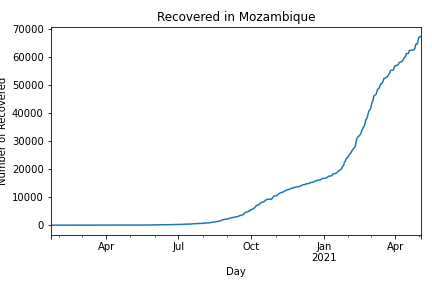 Recovered in Mozambique
Number of Recovered
70000
60000
50000
40000
30000
20000
10000
0
Apr
Jul
Oct
Jan
2021
Apr
Day